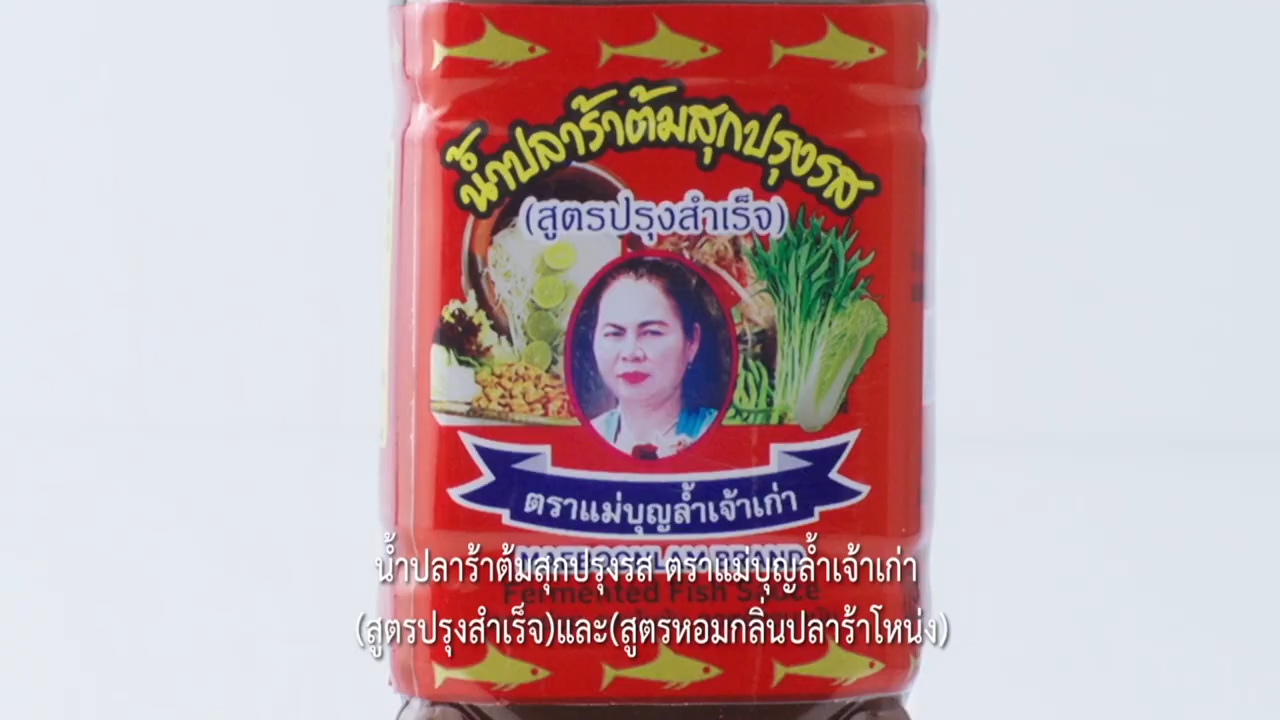 น้ำปลาร้าต้มสุกปรุงรส
(สูตรปรุงสำเร็จ)
ตราแม่บุญล้ำเจ้าเก่า
น้ำปลาร้าต้มสุกปรุงรส ตราแม่บุญล้ำเจ้าเก่า
Fermented Fish Sauce
(สูตรปรุงสำเร็จ)และ(สูตรหอมกลิ่นปลาร้าโหน่ง)